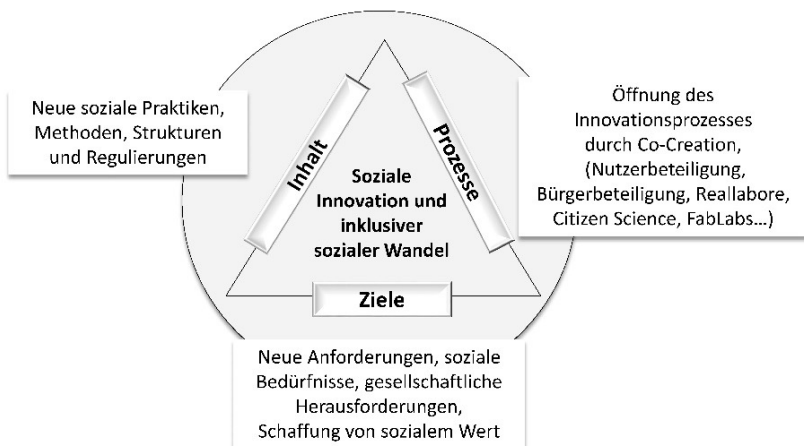 Neue soziale Praktiken,
Methoden, Strukturen
und Regulierungen
Inhalt
Prozesse
Öffnung des
Innovationsprozesses
durch Co-Creation,
(Nutzerbeteiligung,
Bürgerbeteiligung, Reallabore,
Citizen Science, FabLabs...)
Soziale
Innovation und
inklusiver
sozialer Wandel
Ziele
Neue Anforderungen, soziale
Bedürfnisse, gesellschaftliche
Herausforderungen,
Schaffung von sozialem Wert